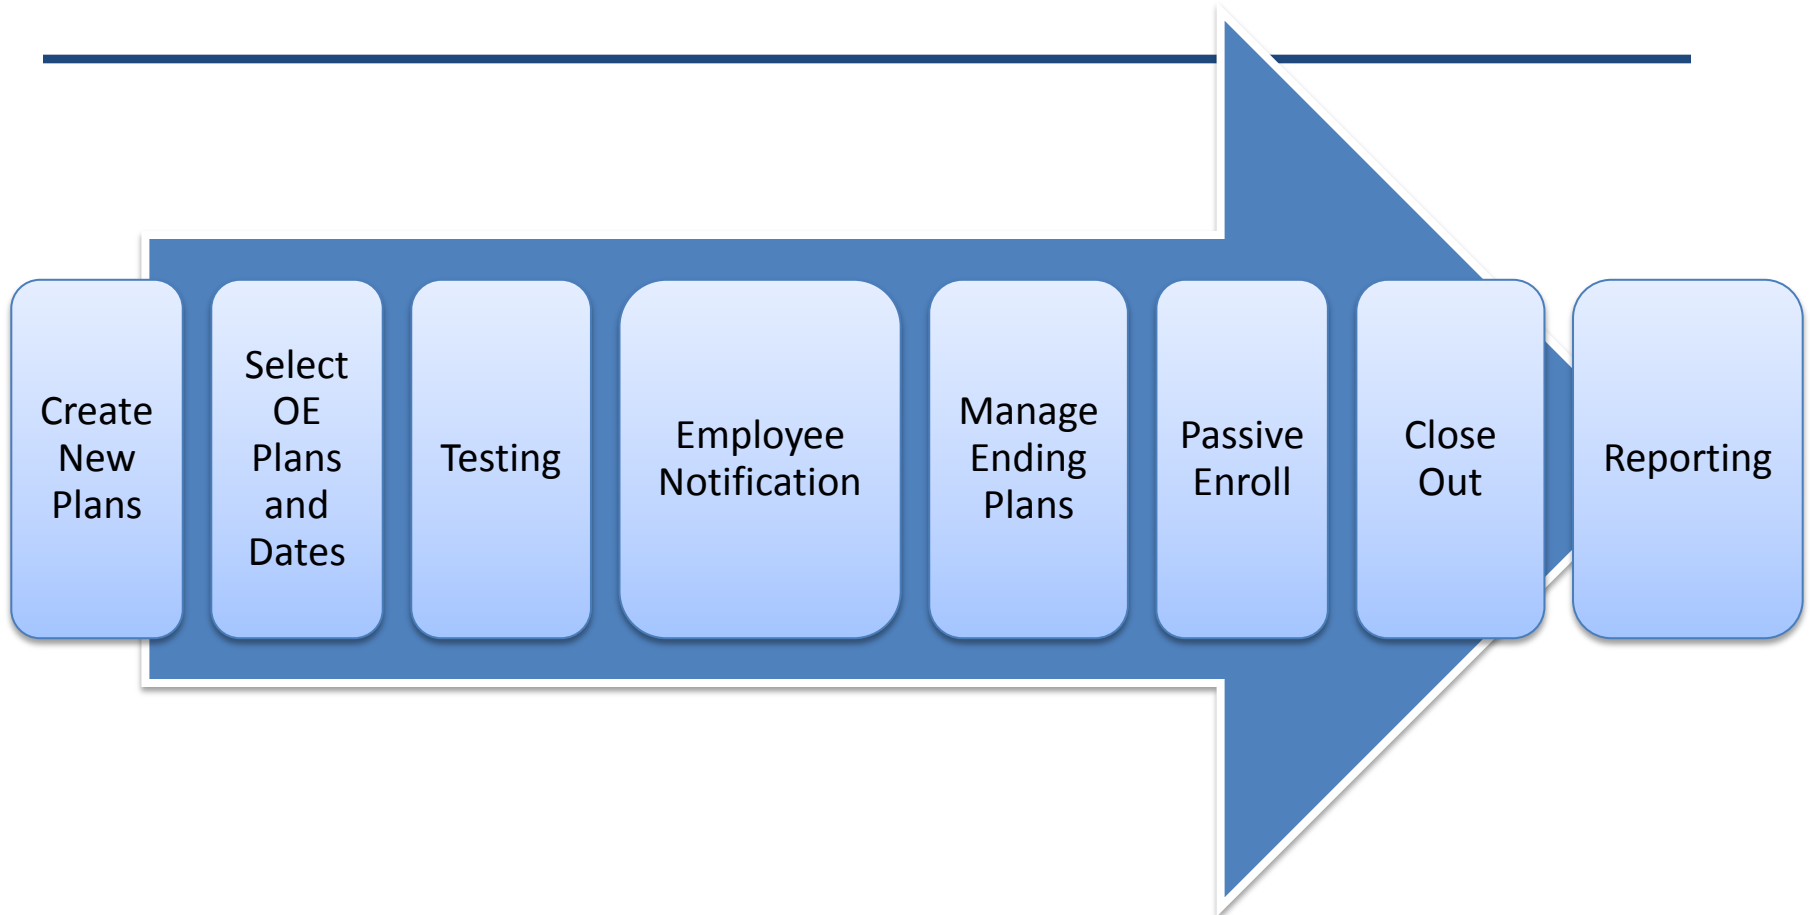 Create
New
Plans
Select
OE
Plans
and
Dates
Testing
Employee
Notification
Manage
Ending
Plans
Passive
Enroll
Close
Out
Reporting